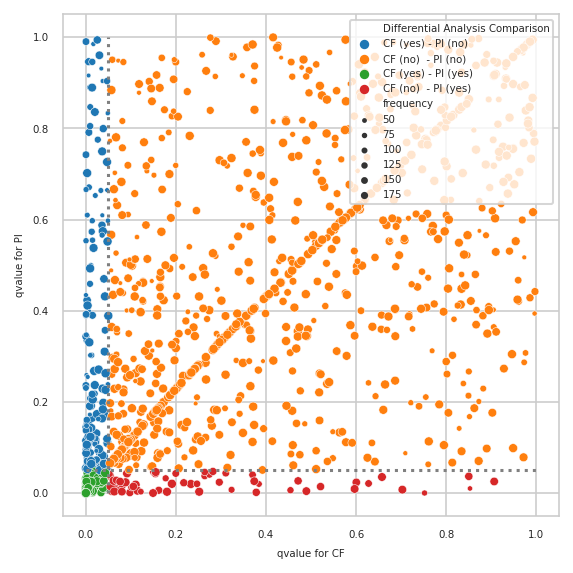 Differential Analysis Comparison
CF (yes) - PI (no)
CF (no)  - PI (no)
CF (yes) - PI (yes)
CF (no)  - PI (yes)
frequency
50
75
100
125
150
175
1.0
0.8
0.6
0.4
0.2
0.0
qvalue for PI
0.0 0.2 0.4 0.6 0.8 1.0
qvalue for CF